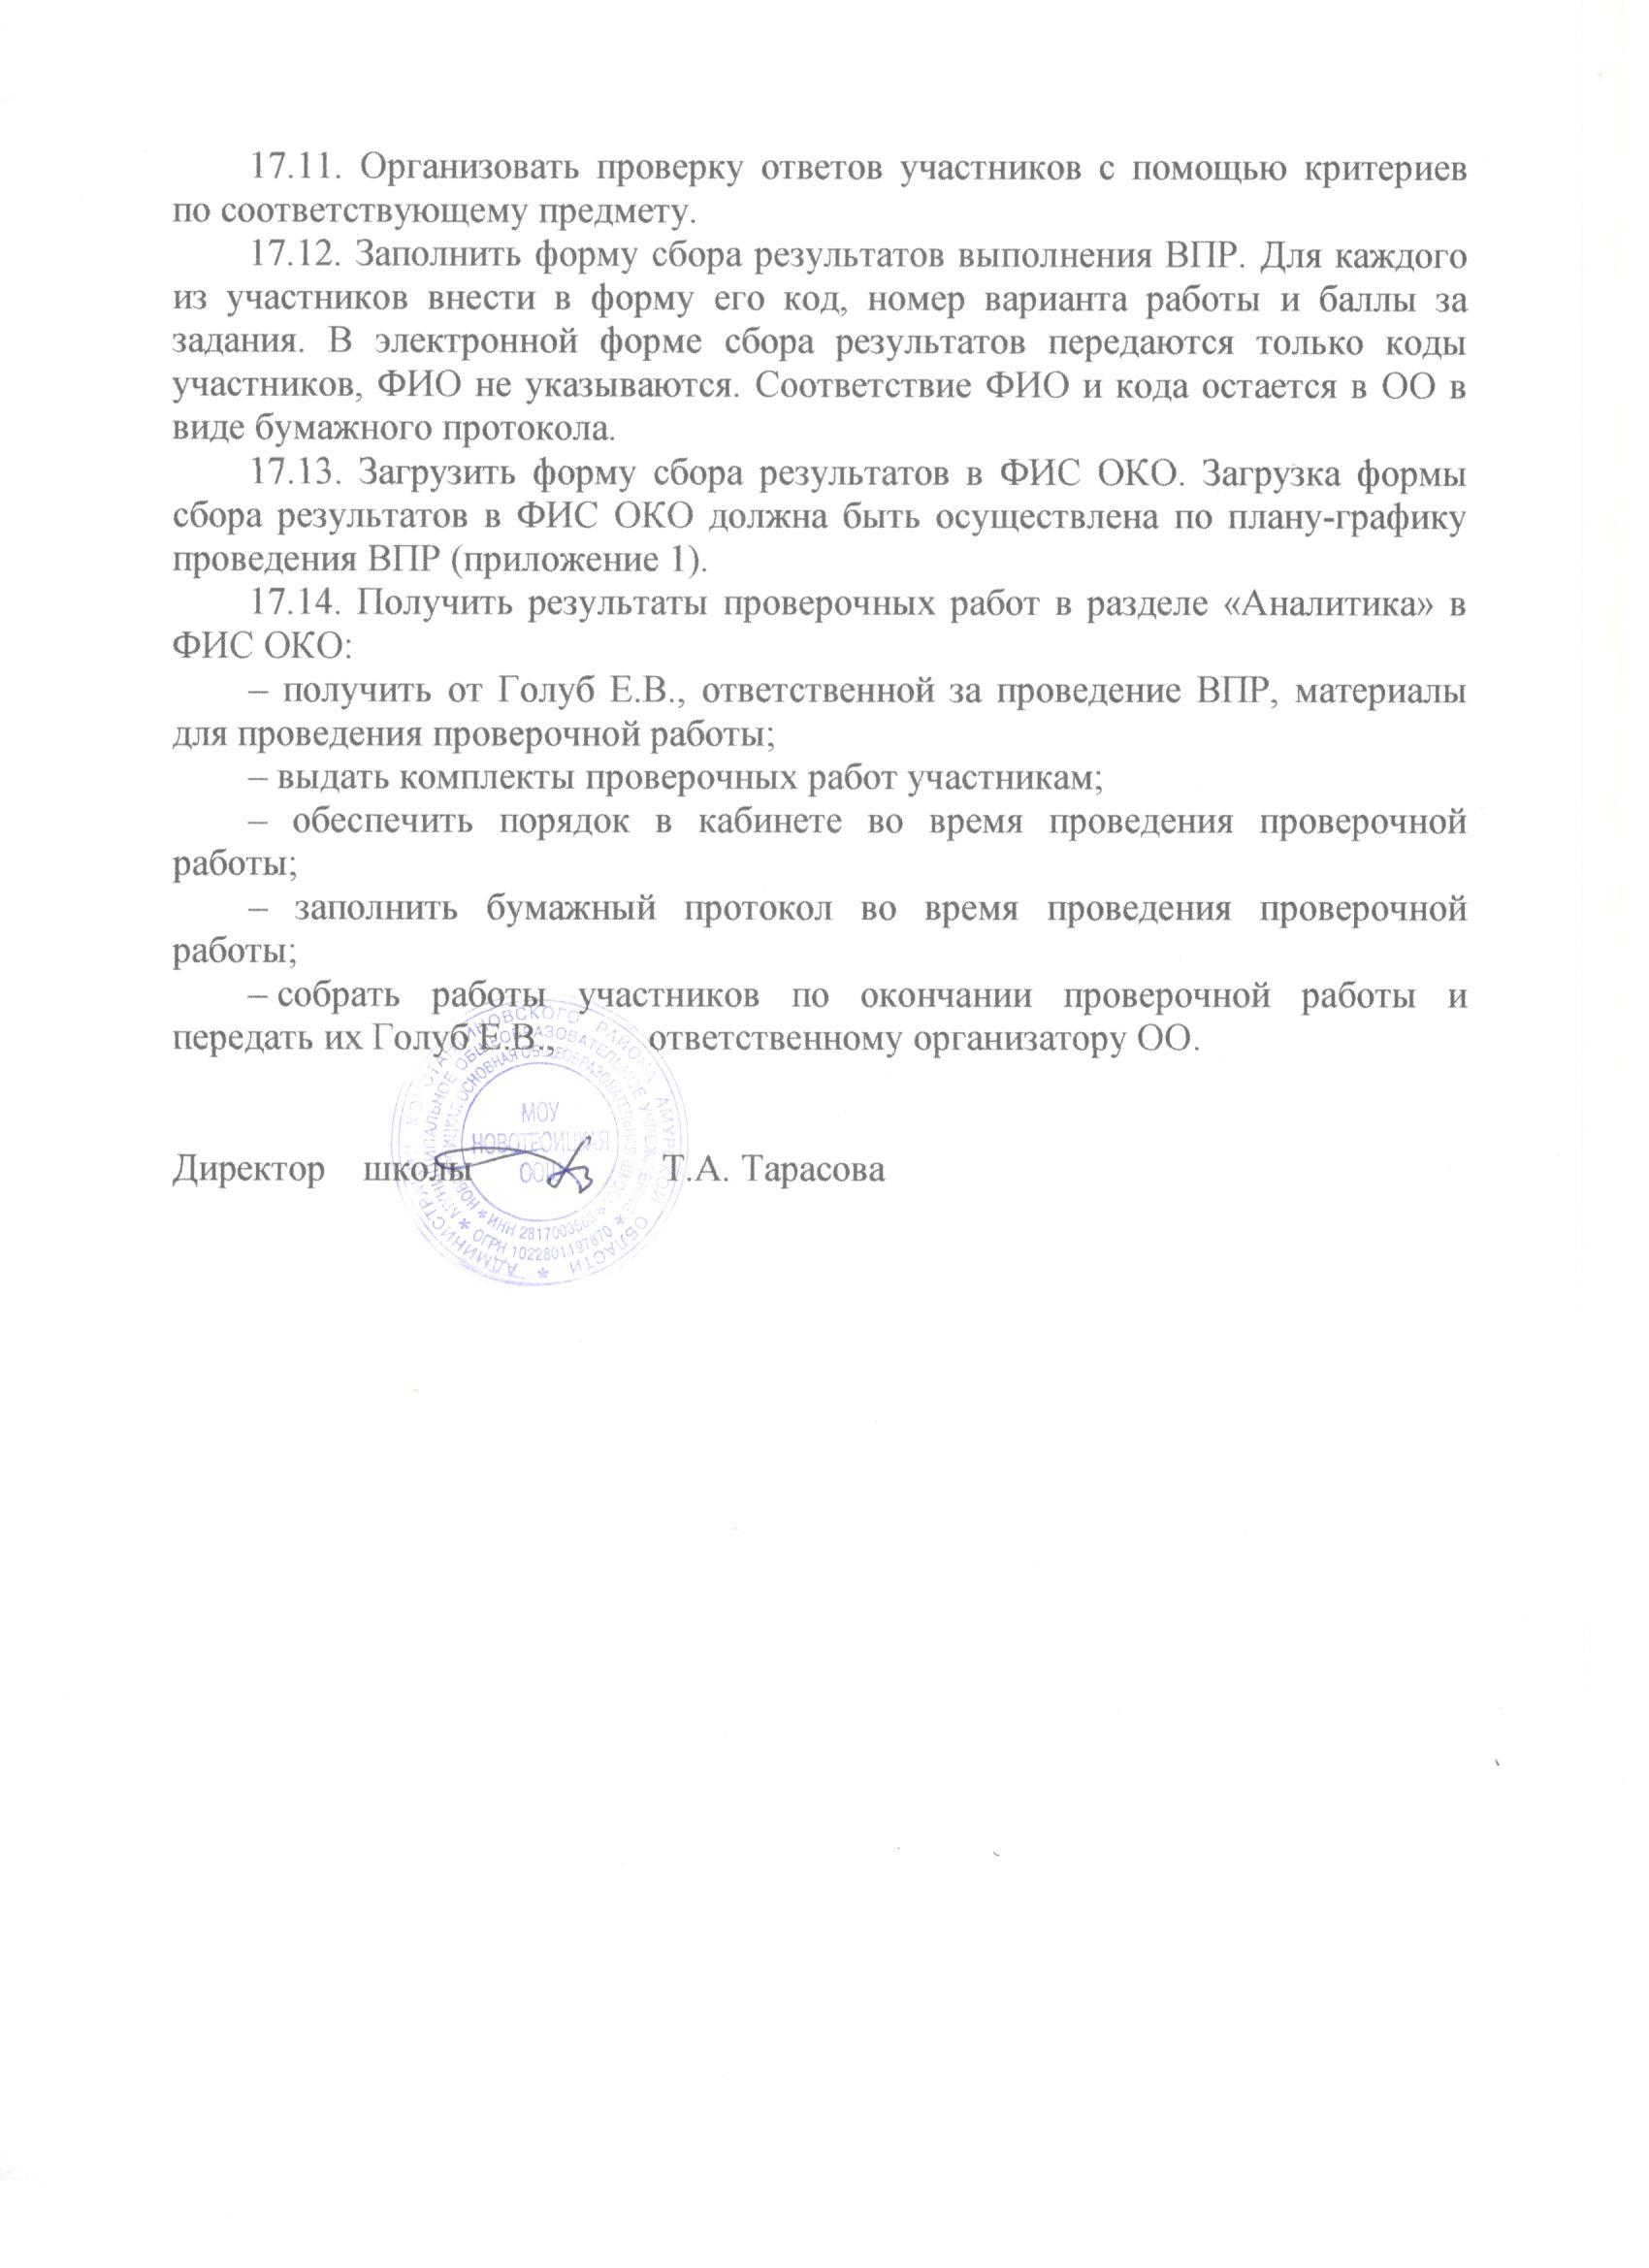 17.11. Организовать проверку ответов участников с помощью критериев
по соответствующему предмету.
17.12. Заполнить форму сбора результатов выполнения ВПР. Для каждого
из участников внести в форму его код, номер варианта работы и баллы за
задания. В электронной форме сбора результатов передаются только коды
участников, ФИО не указываются. Соответствие ФИО и кода остается в ОО в
виде бумажного протокола.
17.13. Загрузить форму сбора результатов в ФИС ОКО. Загрузка формы
сбора результатов в ФИС ОКО должна быть осуществлена по плану-графику
проведения ВПР (приложение 1).
17.14. Получить результаты проверочных работ в разделе «Аналитика» в
ФИС ОКО:
– получить от Голуб Е.В., ответственной за проведение ВПР, материалы
для проведения проверочной работы;
– выдать комплекты проверочных работ участникам;
– обеспечить порядок в кабинете во время проведения проверочной
работы;
– заполнить бумажный протокол во время проведения проверочной
работы;
– собрать работы участников по окончании проверочной работы и
передать их Голуб Е.В., ответственному организатору ОО.
Директор школы Т.А. Тарасова
МОУ
ОГРН 1022801197870
АМУРСКОЙ ОБЛАСТИ